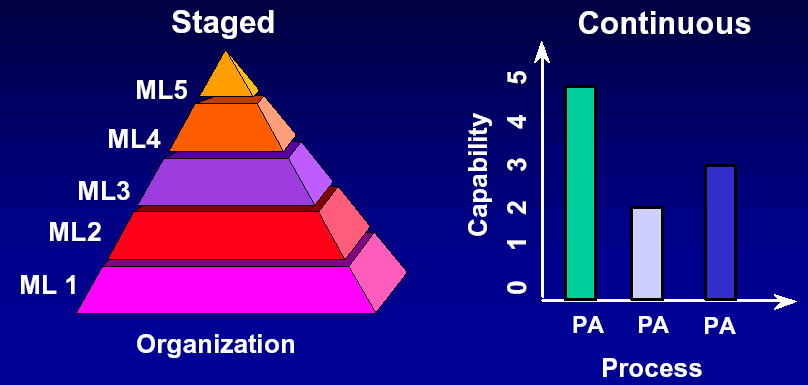 Staged
ML5
ML4
ML3
ML2
ML 1
Organization
Continuous
Capability
5
4
3
2
1
0
PA PA PA
Process